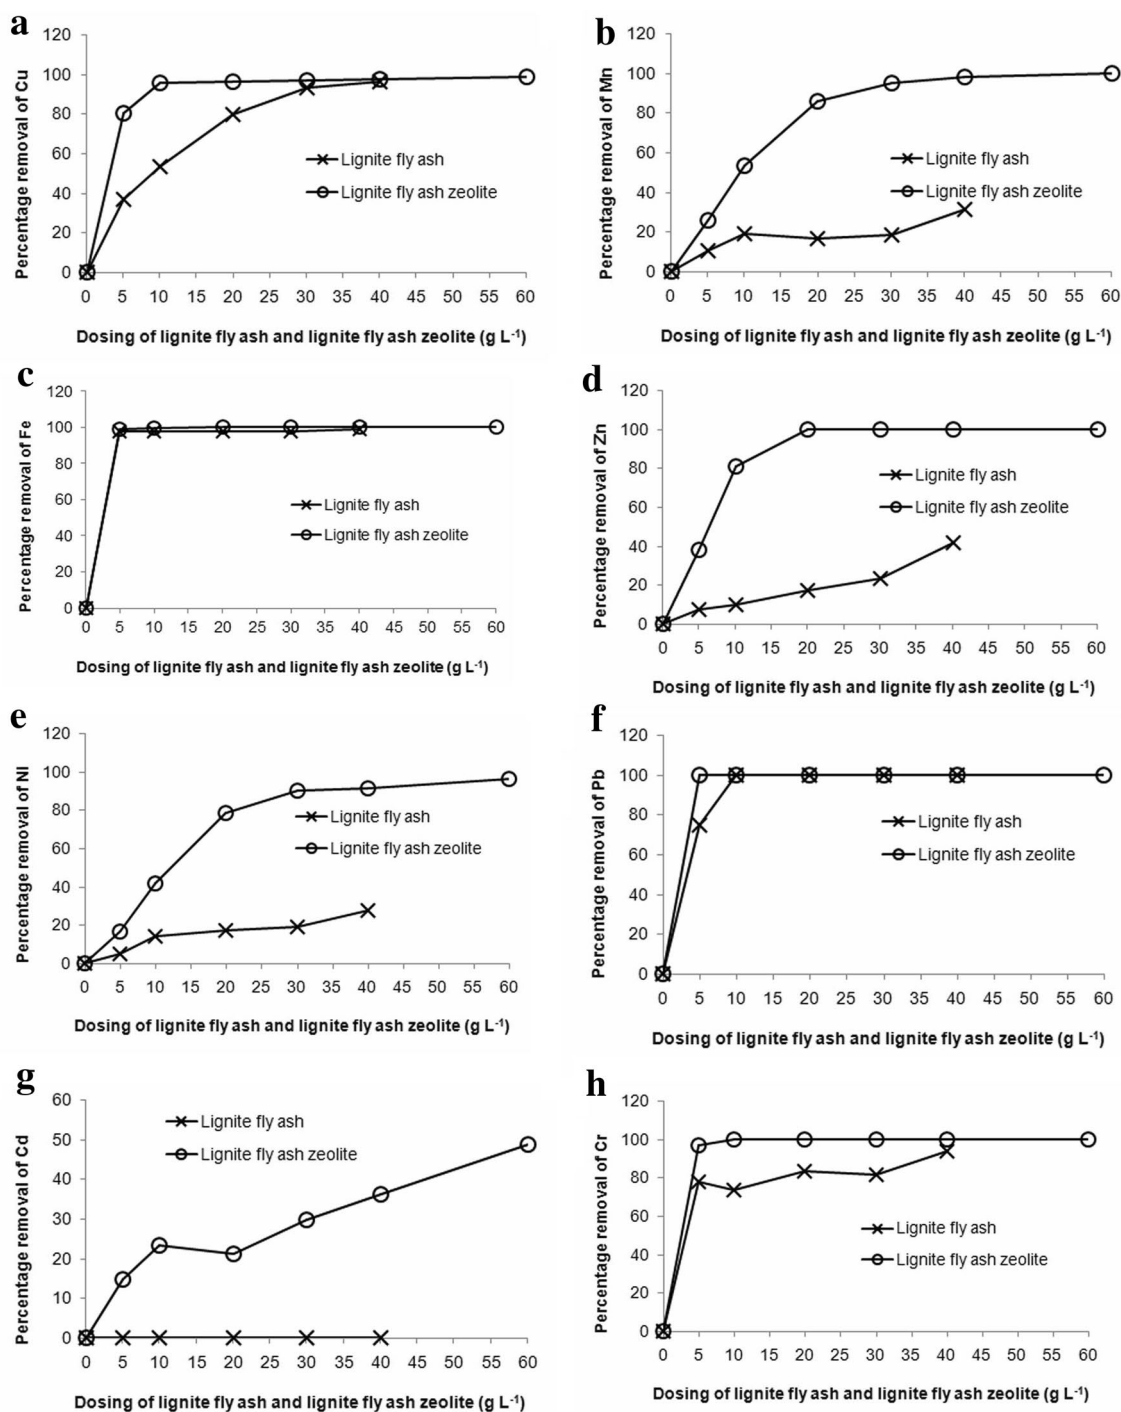 a
120
100
80
60
40
20
0
Percentage removal of Cu
Lignite fly ash
Lignite fly ash zeolite
0 5 10 15 20 25 30 35 40 45 50 55 60
Dosing of lignite fly ash and lignite fly ash zeolite (g L-1)
b
120
100
80
60
40
20
0
Percentage removal of Mn
Lignite fly ash
Lignite fly ash zeolite
0 5 10 15 20 25 30 35 40 45 50 55 60
Dosing of lignite fly ash and lignite fly ash zeolite (g L-1)
c
120
100
80
60
40
20
0
Percentage removal of Fe
Lignite fly ash
Lignite fly ash zeolite
0 5 10 15 20 25 30 35 40 45 50 55 60
Dosing of lignite fly ash and lignite fly ash zeolite (g L-1)
d
120
100
80
60
40
20
0
Percentage removal of Zn
Lignite fly ash
Lignite fly ash zeolite
0 5 10 15 20 25 30 35 40 45 50 55 60
Dosing of lignite fly ash and lignite fly ash zeolite (g L-1)
e
120
100
80
60
40
20
0
Percentage removal of Ni
Lignite fly ash
Lignite fly ash zeolite
0 5 10 15 20 25 30 35 40 45 50 55 60
Dosing of lignite fly ash and lignite fly ash zeolite (g L-1)
f
120
100
80
60
40
20
0
Percentage removal of Pb
Lignite fly ash
Lignite fly ash zeolite
0 5 10 15 20 25 30 35 40 45 50 55 60
Dosing of lignite fly ash and lignite fly ash zeolite (g L-1)
g
60
50
40
30
20
10
0
Percentage removal of Cd
Lignite fly ash
Lignite fly ash zeolite
0 5 10 15 20 25 30 35 40 45 50 55 60
Dosing of lignite fly ash and lignite fly ash zeolite (g L-1)
h
120
100
80
60
40
20
0
Percentage removal of Cr
Lignite fly ash
Lignite fly ash zeolite
0 5 10 15 20 25 30 35 40 45 50 55 60
Dosing of lignite fly ash and lignite fly ash zeolite (g L-1)